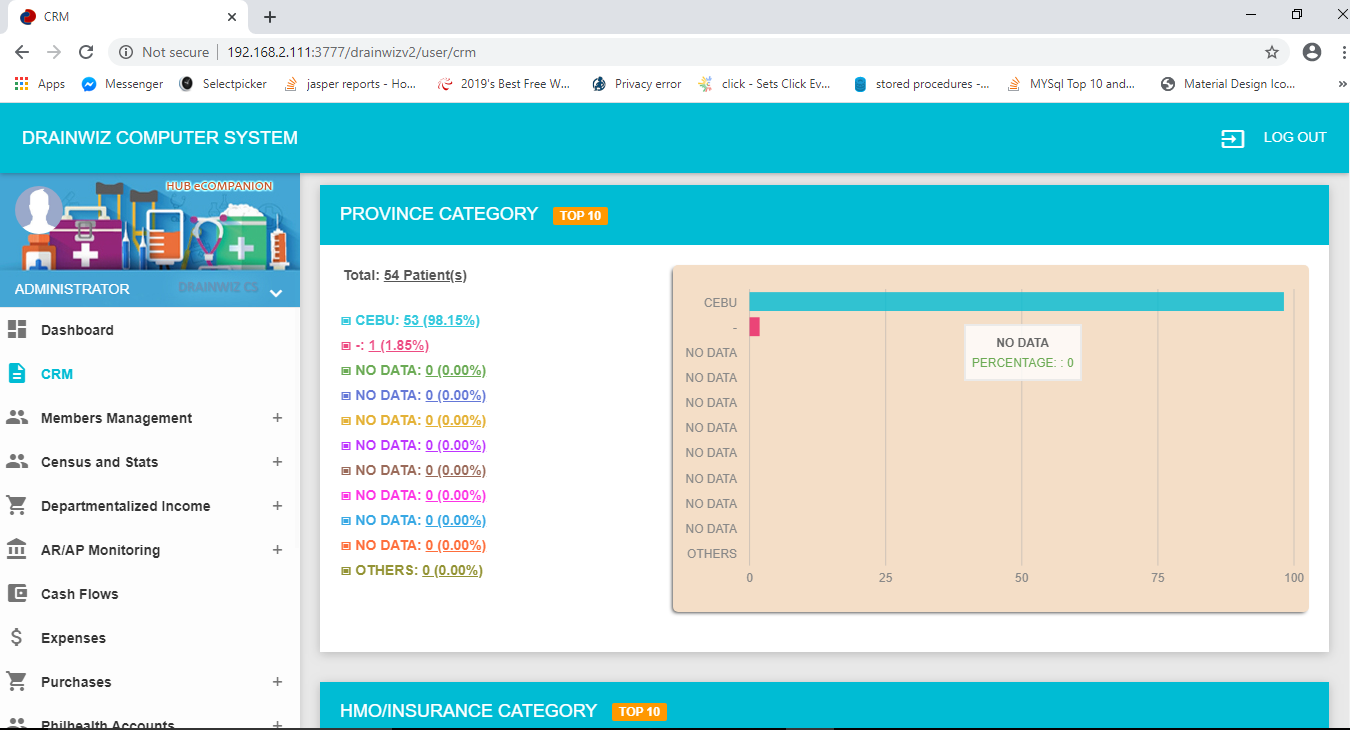 CRM
Not secure
192.168.2.111:3777/drainwizv2/user/crm
Apps
Messenger
Selectpicker
jasper reports - Ho...
2019's Best Free W...
Privacy error
click - Sets Click Ev...
stored procedures -...
MYSql Top 10 and...
Material Design Ico...
»
DRAINWIZ COMPUTER SYSTEM
LOG OUT
HUB eCOMPANION
ADMINISTRATOR
DRAINWIZ CS
Dashboard
CRM
Members Management +
Census and Stats +
Departmentalized Income +
AR/AP Monitoring +
Cash Flows
Expenses
Purchases +
Philhealth Accounts +
PROVINCE CATEGORY TOP 10
Total: 54 Patient(s)
CEBU: 53 (98.15%)
-: 1 (1.85%)
NO DATA: 0 (0.00%)
NO DATA: 0 (0.00%)
NO DATA: 0 (0.00%)
NO DATA: 0 (0.00%)
NO DATA: 0 (0.00%)
NO DATA: 0 (0.00%)
NO DATA: 0 (0.00%)
NO DATA: 0 (0.00%)
OTHERS: 0 (0.00%)
CEBU
-
NO DATA
NO DATA
NO DATA
NO DATA
NO DATA
NO DATA
NO DATA
NO DATA
OTHERS
0 25 50 75 100
NO DATA
PERCENTAGE: : 0
HMO/INSURANCE CATEGORY TOP 10